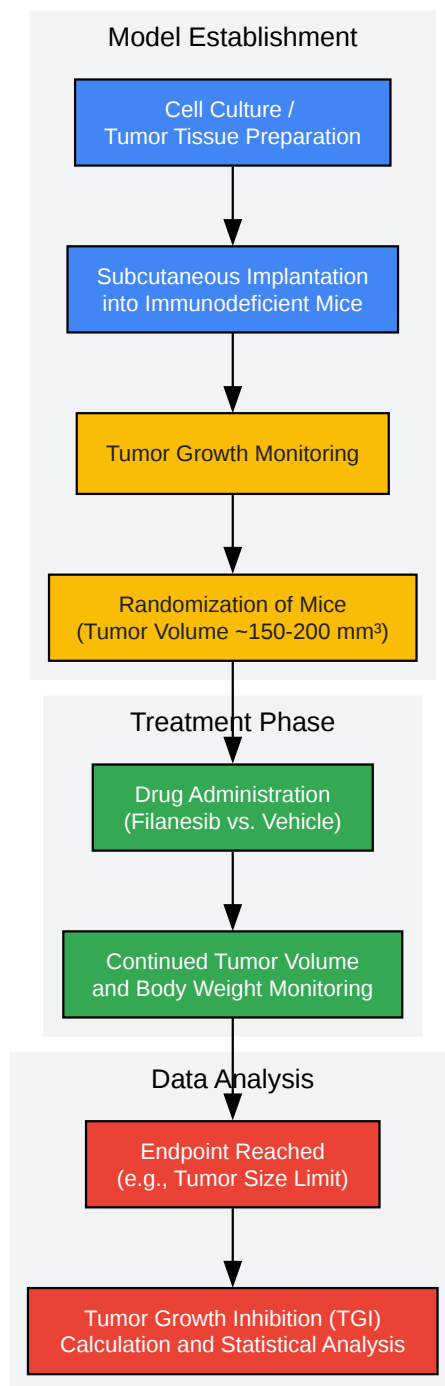 Model Establishment
Cell Culture /
Tumor Tissue Preparation
Subcutaneous Implantation
into Immunodeficient Mice
Tumor Growth Monitoring
Randomization of Mice
(Tumor Volume ~150-200 mm³)
Treatment Phase
Drug Administration
(Filanesib vs. Vehicle)
Continued Tumor Volume
and Body Weight Monitoring
Data Analysis
Endpoint Reached
(e.g., Tumor Size Limit)
Tumor Growth Inhibition (TGI)
Calculation and Statistical Analysis